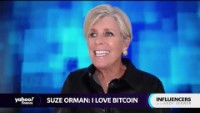 yahoo!
finance
SUZE ORMAN: I LOVE BITCOIN
INFLUENCERS